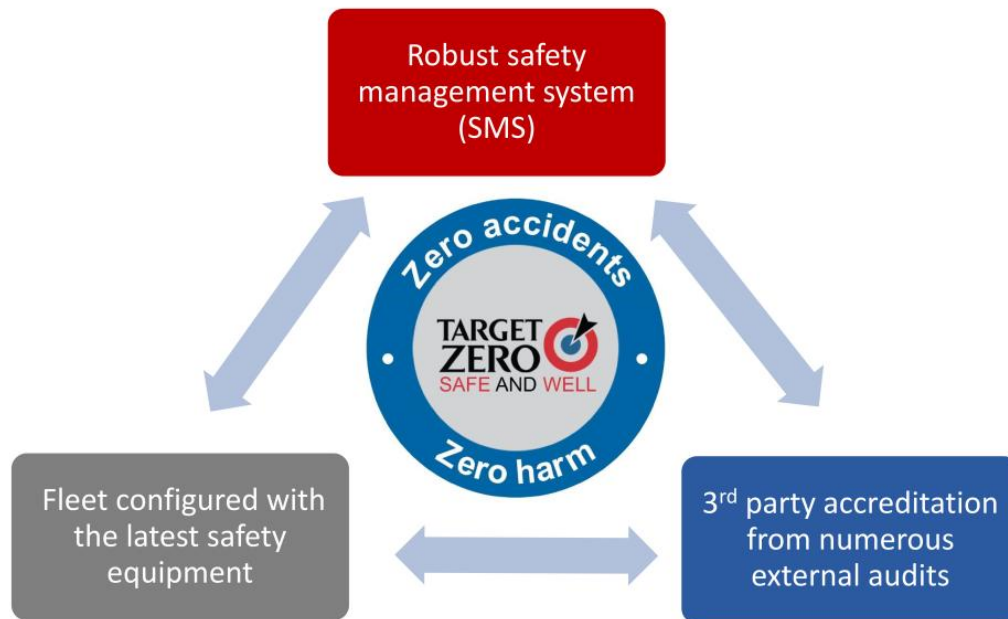 Robust safety
management system
(SMS)
Zero accidents
TARGET
ZERO
SAFE AND WELL
Zero harm
Fleet configured with
the latest safety
equipment
3rd party accreditation
from numerous
external audits